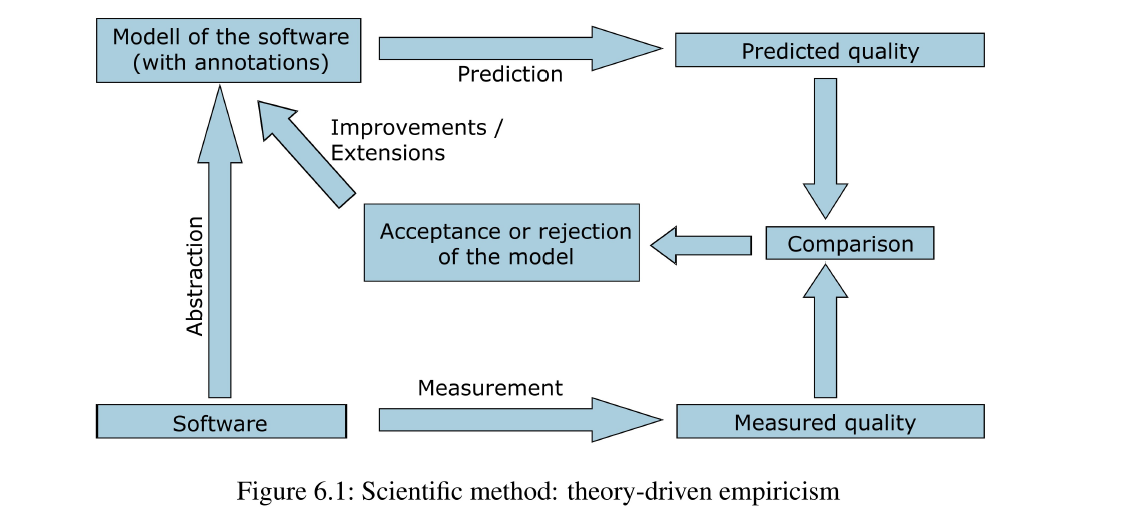 Modell of the software
(with annotations)
Prediction
Predicted quality
Improvements /
Extensions
Abstraction
Acceptance or rejection
of the model
Comparison
Measurement
Software
Measured quality
Figure 6.1: Scientific method: theory-driven empiricism